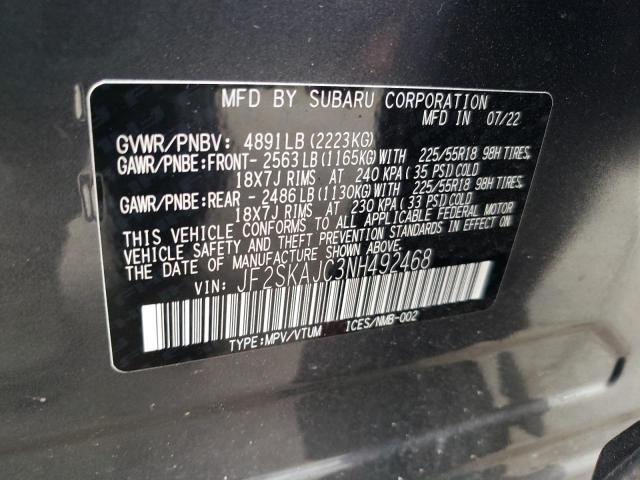 MFD BY SUBARU CORPORATION
MFD IN 07/22
GVWR/PNBV: 4891LB(2223KG)
GAWR/PNBE:FRONT- 2563LB(1165KG)WITH 225/55R18 98H TIRES,
18X7J RIMS AT 240 KPA( 35 PSI)COLD
GAWR/PNBE:REAR - 2486LB(1130KG)WITH 225/55R18 98H TIRES,
18X7J RIMS AT 230 KPA( 33 PSI)COLD
THIS VEHICLE CONFORMS TO ALL APPLICABLE FEDERAL MOTOR
VEHICLE SAFETY AND THEFT PREVENTION STANDARDS IN EFFECT ON
THE DATE OF MANUFACTURE SHOWN ABOVE.
VIN: JF2SKAJC3NH492468
TYPE:MPV/VTUM ICES/NMB-002